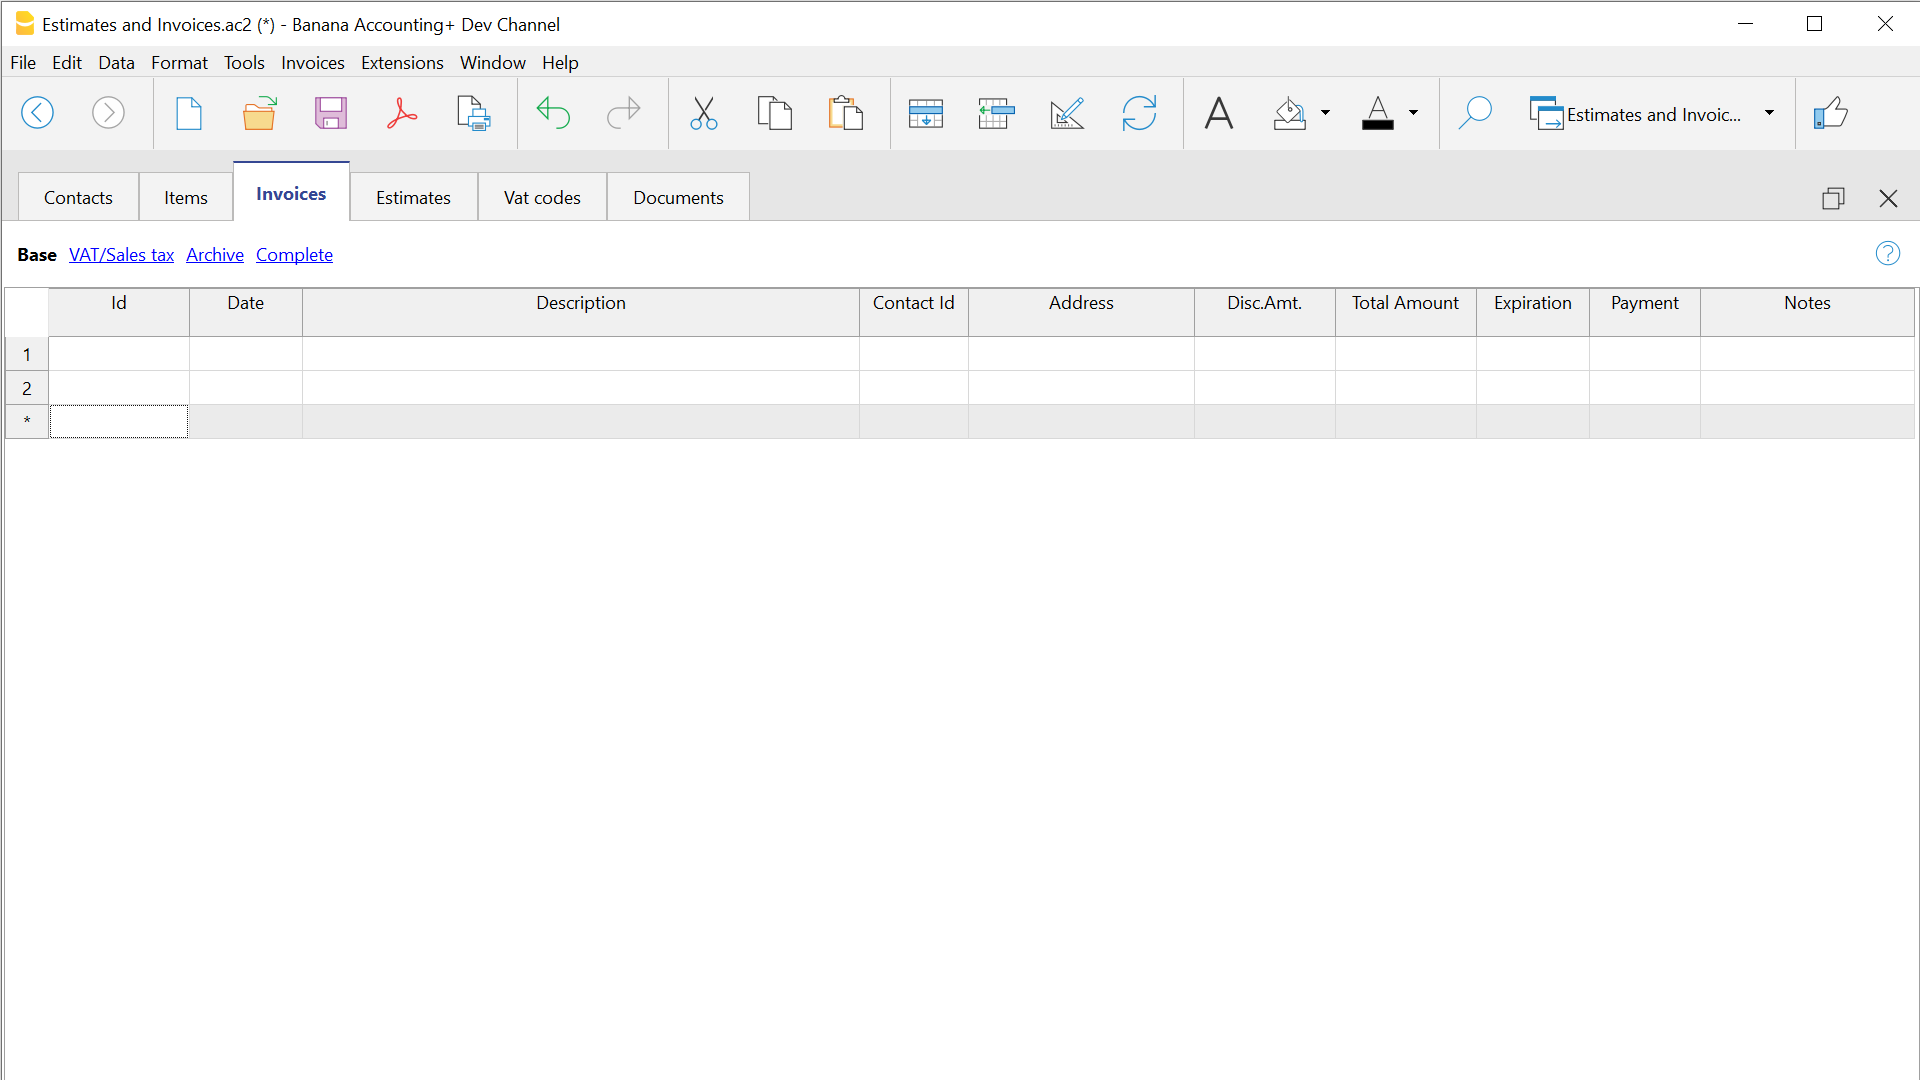 Estimates and Invoices.ac2 (*) - Banana Accounting+ Dev Channel
File Edit Data Format Tools Invoices Extensions Window Help
Estimates and Invoic...
Contacts Items Invoices Estimates Vat codes Documents
Base VAT/Sales tax Archive Complete
Id Date Description Contact Id Address Disc.Amt. Total Amount Expiration Payment Notes
1
2
*